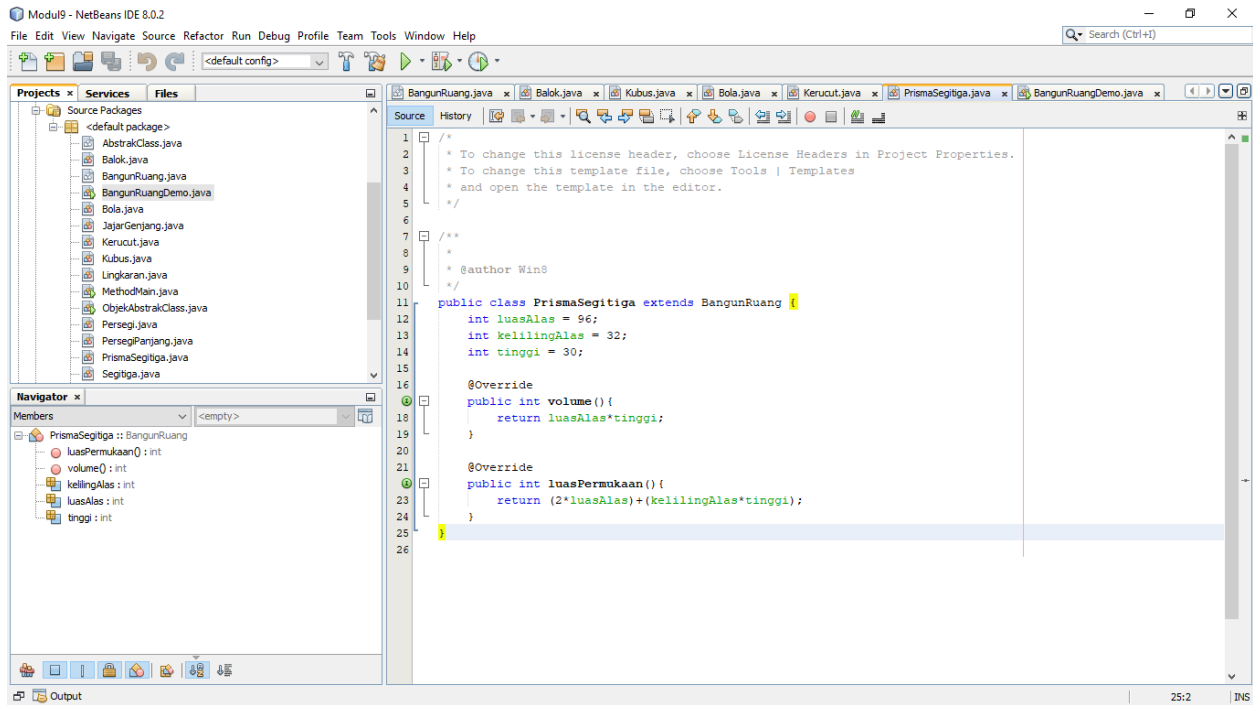 Modul9 - NetBeans IDE 8.0.2
File Edit View Navigate Source Refactor Run Debug Profile Team Tools Window Help
Search (Ctrl+I)
<default config>
Projects x Services Files
Source Packages
<default package>
AbstrakClass.java
Balok.java
BangunRuang.java
BangunRuangDemo.java
Bola.java
JajarGenjang.java
Kerucut.java
Kubus.java
Lingkaran.java
MethodMain.java
ObjekAbstrakClass.java
Persegi.java
PersegiPanjang.java
PrismaSegitiga.java
Segitiga.java
Navigator x
Members <empty>
PrismaSegitiga :: BangunRuang
luasPermukaan() : int
volume() : int
kelilingAlas : int
luasAlas : int
tinggi : int
BangunRuang.java x Balok.java x Kubus.java x Bola.java x Kerucut.java x PrismaSegitiga.java x BangunRuangDemo.java x
Source History
1 /*
2 * To change this license header, choose License Headers in Project Properties.
3 * To change this template file, choose Tools | Templates
4 * and open the template in the editor.
5 */
6
7 /**
8 *
9 * @author Win8
10 */
11 public class PrismaSegitiga extends BangunRuang {
12 int luasAlas = 96;
13 int kelilingAlas = 32;
14 int tinggi = 30;
15
16 @Override
public int volume(){
18 return luasAlas*tinggi;
19 }
20
21 @Override
public int luasPermukaan(){
23 return (2*luasAlas)+(kelilingAlas*tinggi);
24 }
25 }
26
Output
25:2 INS